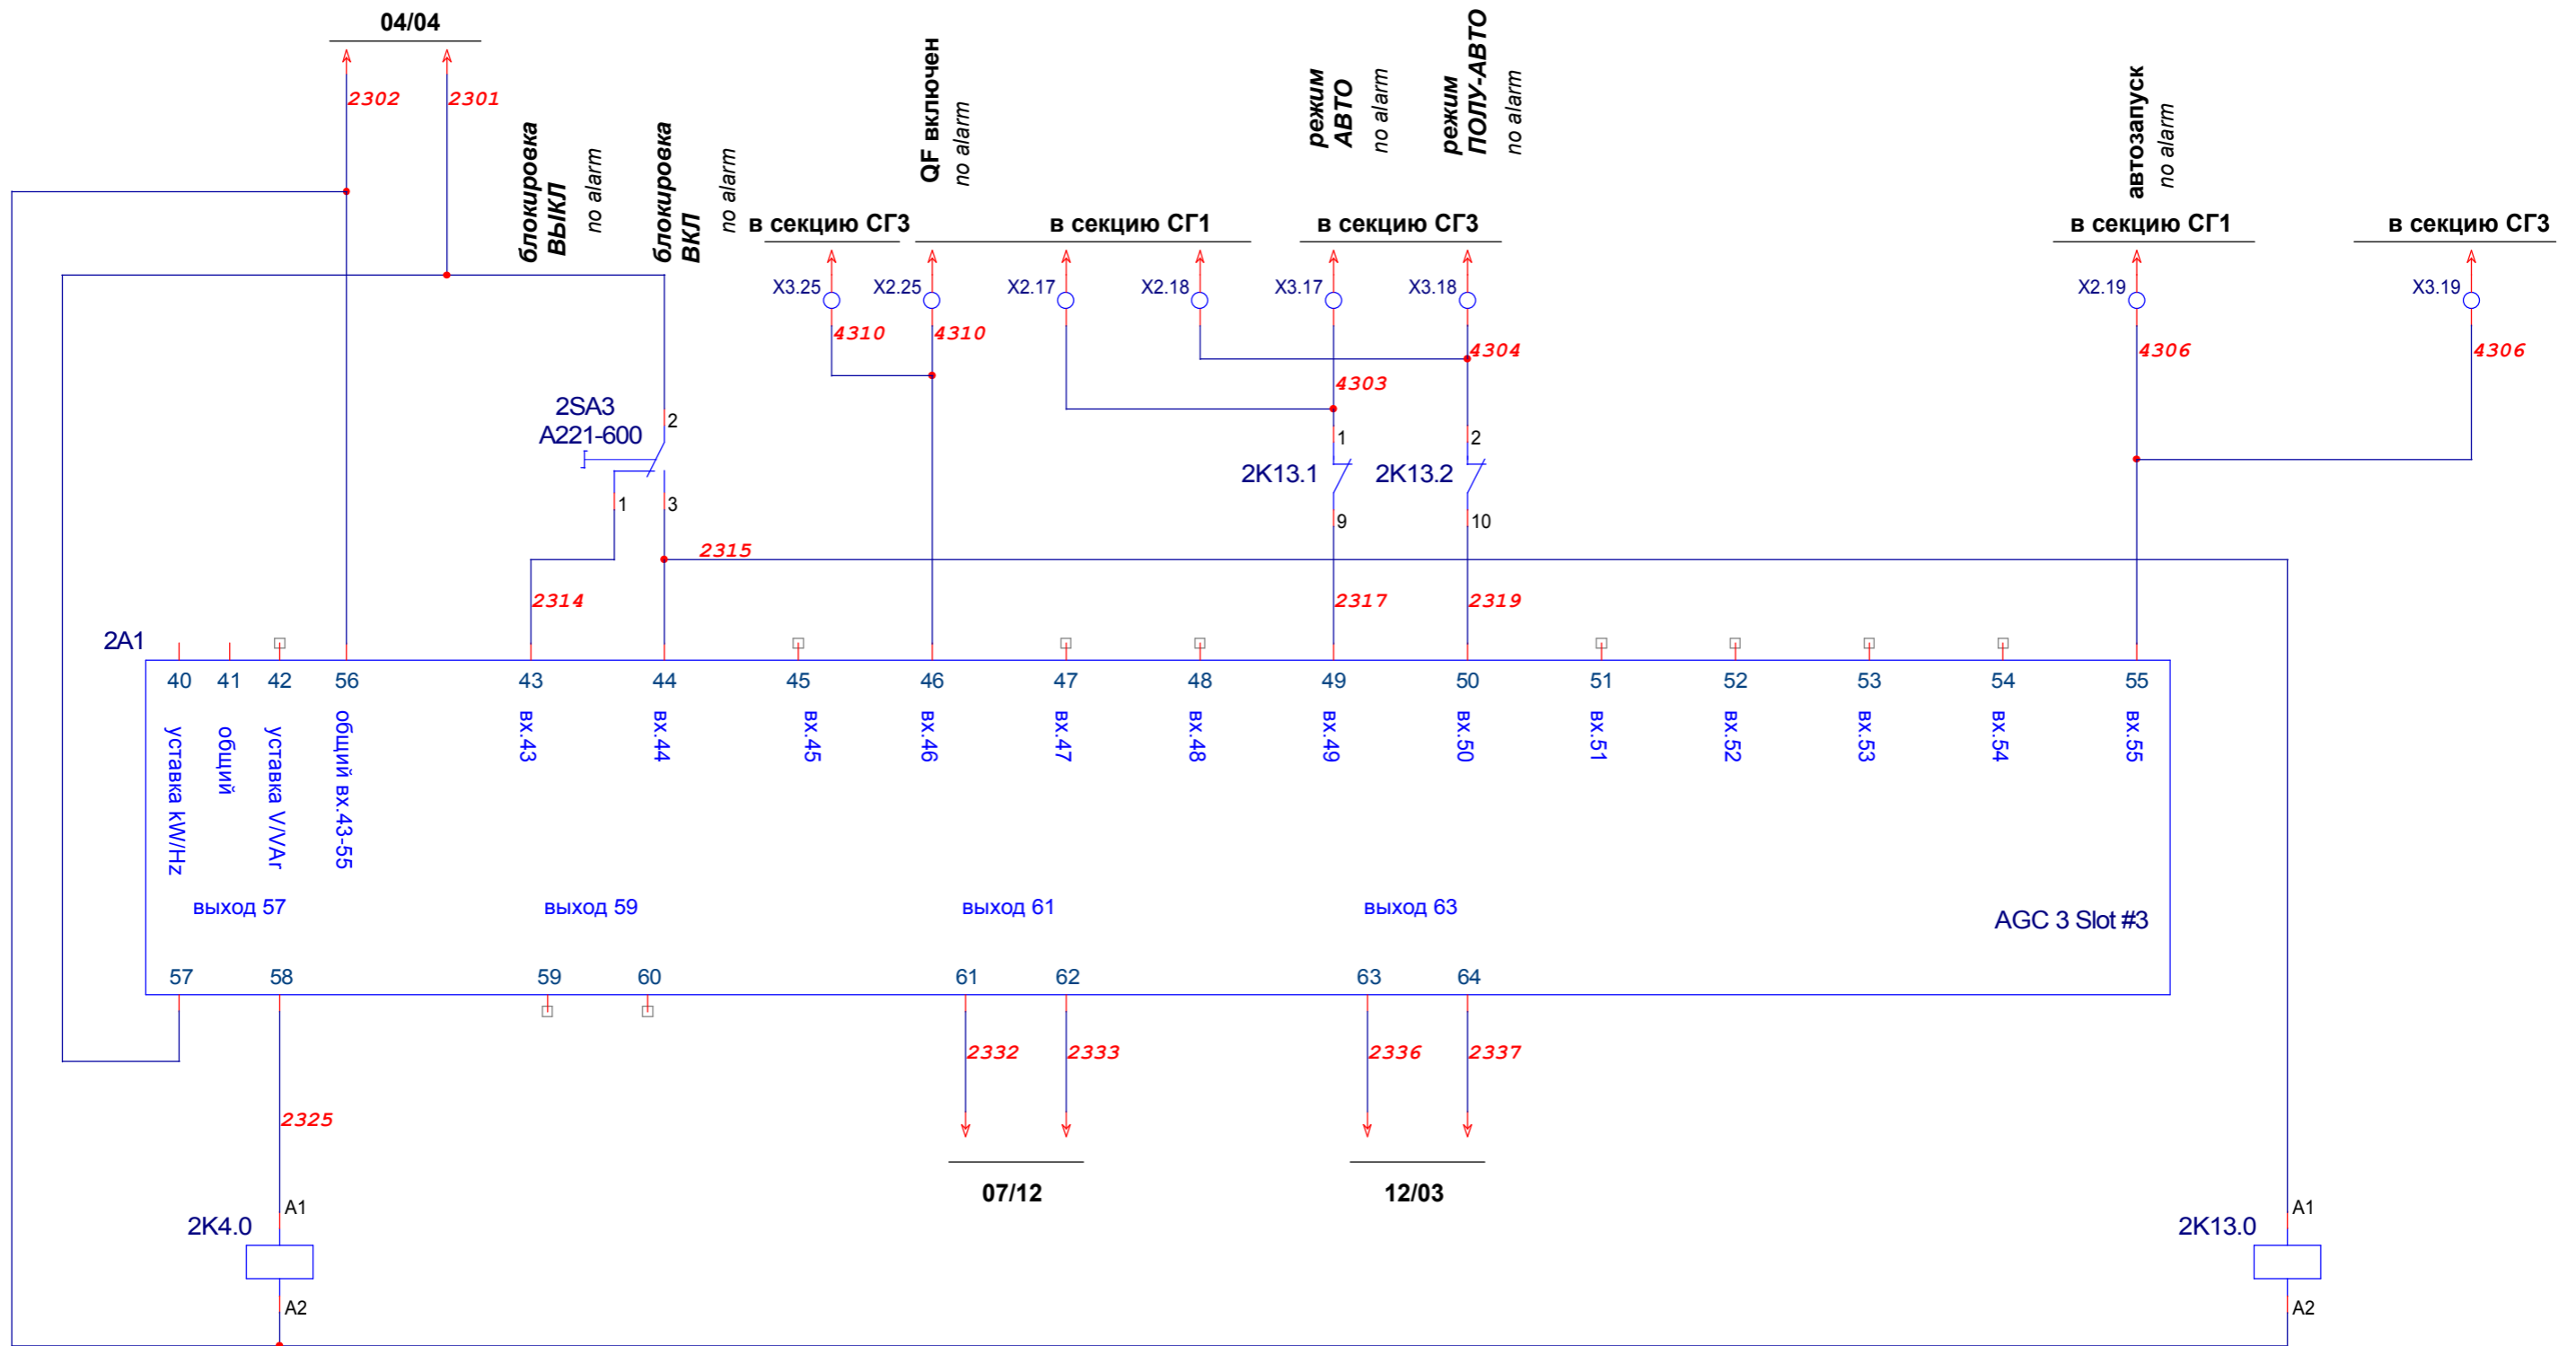 04/04
2302
2301
блокировка
ВЫКЛ
no alarm
блокировка
ВКЛ
no alarm
QF включен
no alarm
режим
АВТО
no alarm
режим
ПОЛУ-АВТО
no alarm
автозапуск
no alarm
в секцию СГ3
в секцию СГ1
в секцию СГ3
в секцию СГ1
в секцию СГ3
X3.25
X2.25
X2.17
X2.18
X3.17
X3.18
X2.19
X3.19
4310
4310
4304
4306
4306
4303
2SA3
A221-600
2
1
3
1
2
2K13.1
2K13.2
9
10
2315
2314
2317
2319
2A1
40
41
42
56
43
44
45
46
47
48
49
50
51
52
53
54
55
уставка kW/Hz
общий
уставка V/VAr
общий вх.43-55
вх.43
вх.44
вх.45
вх.46
вх.47
вх.48
вх.49
вх.50
вх.51
вх.52
вх.53
вх.54
вх.55
выход 57
выход 59
выход 61
выход 63
AGC 3 Slot #3
57
58
59
60
61
62
63
64
2332
2333
2336
2337
2325
07/12
12/03
A1
2K4.0
A2
A1
2K13.0
A2